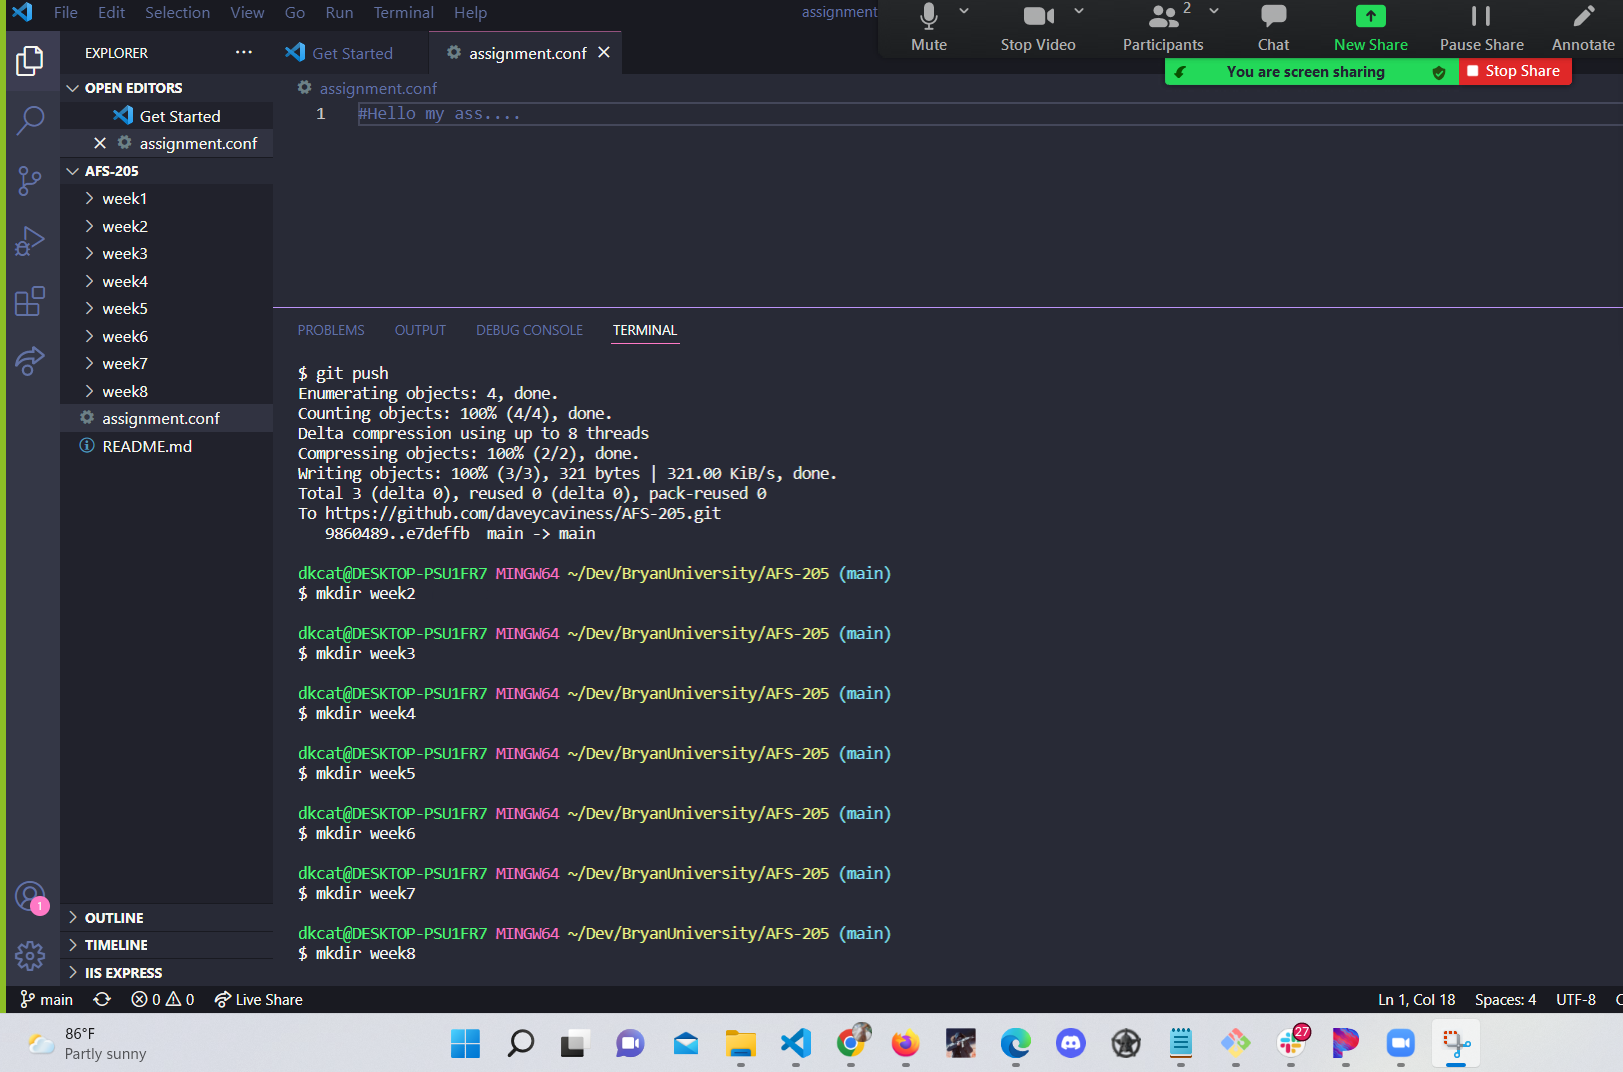 File Edit Selection View Go Run Terminal Help
assignment
Mute
Stop Video
2
Participants
Chat
New Share
Pause Share
Annotate
You are screen sharing
Stop Share
EXPLORER
Get Started
assignment.conf
OPEN EDITORS
Get Started
assignment.conf
AFS-205
week1
week2
week3
week4
week5
week6
week7
week8
assignment.conf
README.md
OUTLINE
TIMELINE
IIS EXPRESS
1
assignment.conf
1 #Hello my ass....
PROBLEMS OUTPUT DEBUG CONSOLE TERMINAL
$ git push
Enumerating objects: 4, done.
Counting objects: 100% (4/4), done.
Delta compression using up to 8 threads
Compressing objects: 100% (2/2), done.
Writing objects: 100% (3/3), 321 bytes | 321.00 KiB/s, done.
Total 3 (delta 0), reused 0 (delta 0), pack-reused 0
To https://github.com/daveycaviness/AFS-205.git
9860489..e7deffb main -> main
dkcat@DESKTOP-PSU1FR7 MINGW64 ~/Dev/BryanUniversity/AFS-205 (main)
$ mkdir week2
dkcat@DESKTOP-PSU1FR7 MINGW64 ~/Dev/BryanUniversity/AFS-205 (main)
$ mkdir week3
dkcat@DESKTOP-PSU1FR7 MINGW64 ~/Dev/BryanUniversity/AFS-205 (main)
$ mkdir week4
dkcat@DESKTOP-PSU1FR7 MINGW64 ~/Dev/BryanUniversity/AFS-205 (main)
$ mkdir week5
dkcat@DESKTOP-PSU1FR7 MINGW64 ~/Dev/BryanUniversity/AFS-205 (main)
$ mkdir week6
dkcat@DESKTOP-PSU1FR7 MINGW64 ~/Dev/BryanUniversity/AFS-205 (main)
$ mkdir week7
dkcat@DESKTOP-PSU1FR7 MINGW64 ~/Dev/BryanUniversity/AFS-205 (main)
$ mkdir week8
main 0 0 Live Share
Ln 1, Col 18 Spaces: 4 UTF-8
86°F
Partly sunny
27